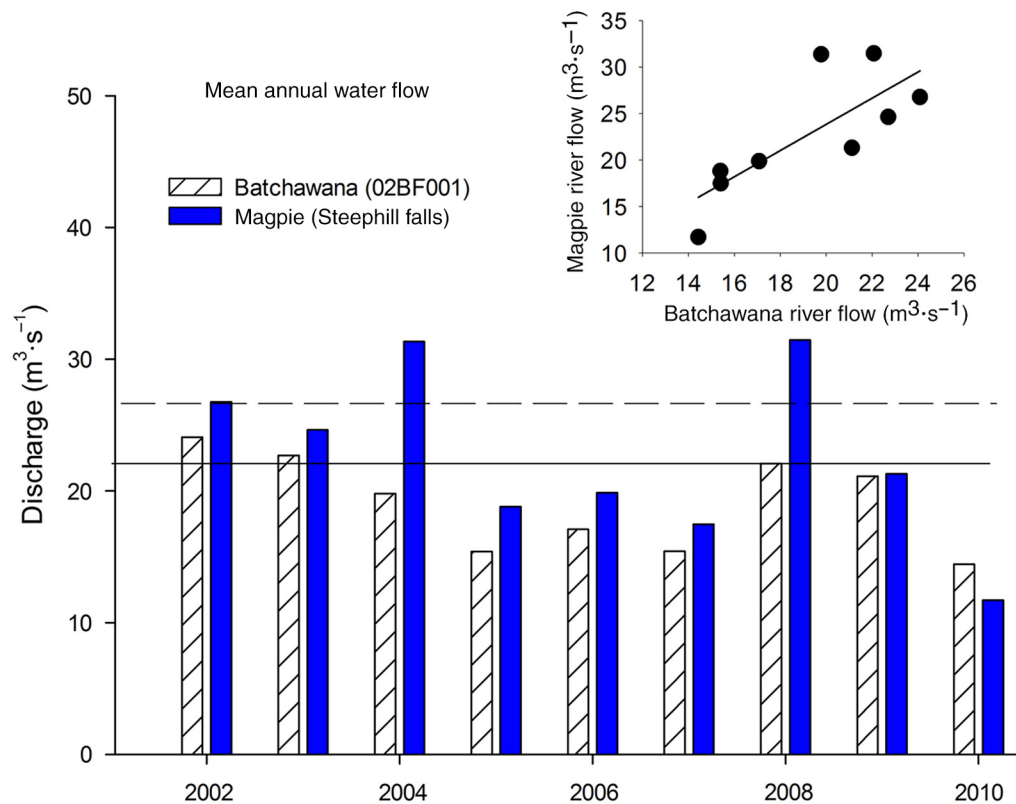 Mean annual water flow
Batchawana (02BF001)
Magpie (Steephill falls)
Discharge (m³·s⁻¹)
50
40
30
20
10
0
2002 2004 2006 2008 2010
Magpie river flow (m³·s⁻¹)
35
30
25
20
15
10
12 14 16 18 20 22 24 26
Batchawana river flow (m³·s⁻¹)